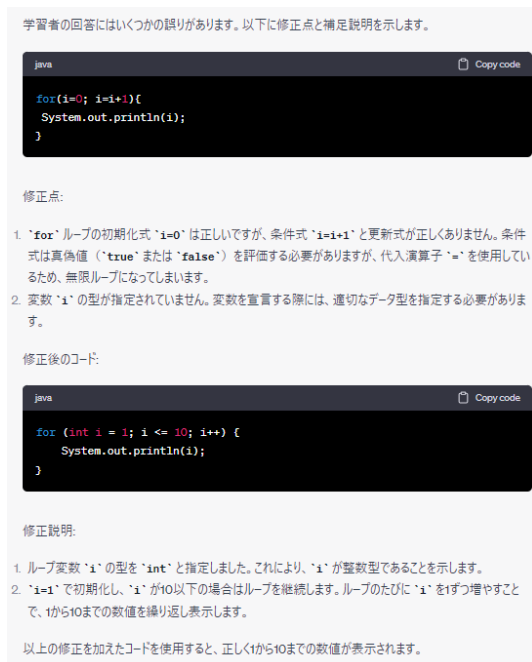 学習者の回答にはいくつかの誤りがあります。以下に修正点と補足説明を示します。
java
Copy code
for(i=0; i=i+1){
System.out.println(i);
}
修正点:
1. `for`ループの初期化式`i=0`は正しいですが、条件式`i=i+1`と更新式が正しくありません。条件
式は真偽値（`true`または`false`）を評価する必要がありますが、代入演算子`=`を使用してい
るため、無限ループになってしまいます。
2. 変数`i`の型が指定されていません。変数を宣言する際には、適切なデータ型を指定する必要がありま
す。
修正後のコード:
java
Copy code
for (int i = 1; i <= 10; i++) {
System.out.println(i);
}
修正説明:
1. ループ変数`i`の型を`int`と指定しました。これにより、`i`が整数型であることを示します。
2. `i=1`で初期化し、`i`が10以下の場合はループを継続します。ループのたびに`i`を1ずつ増やすこと
で、1から10までの数値を繰り返し表示します。
以上の修正を加えたコードを使用すると、正しく1から10までの数値が表示されます。